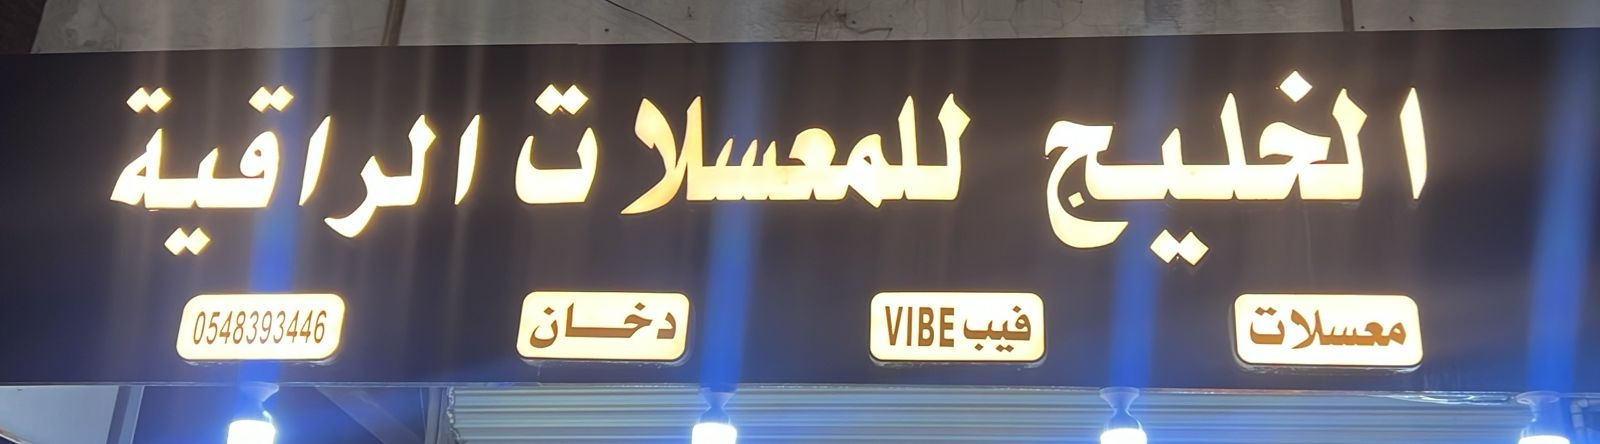 الخليج للمعسلات الراقية
معسلات
فيب VIBE
دخان
0548393446